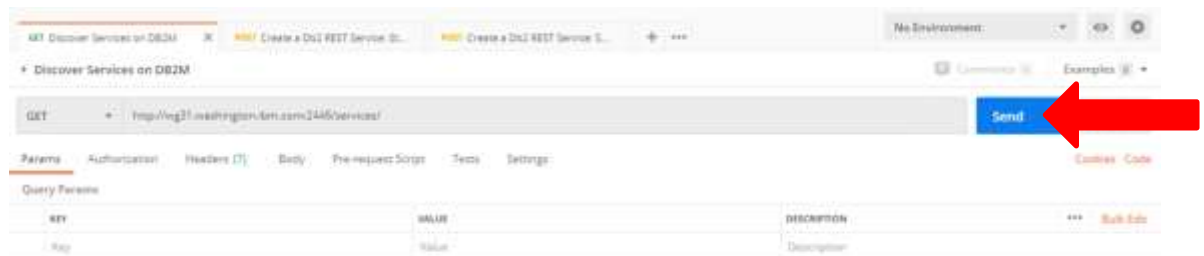 GET Discover Services on DB2M × POST Create a Db2 REST Service St... POST Create a Db2 REST Service S... + ••• No Environment
Discover Services on DB2M Comments Examples
GET http://wg31.washington.ibm.com:2446/services/ Send
Params Authorization Headers (7) Body Pre-request Script Tests Settings Cookies Code
Query Params
KEY VALUE DESCRIPTION ••• Bulk Edit
Key Value Description